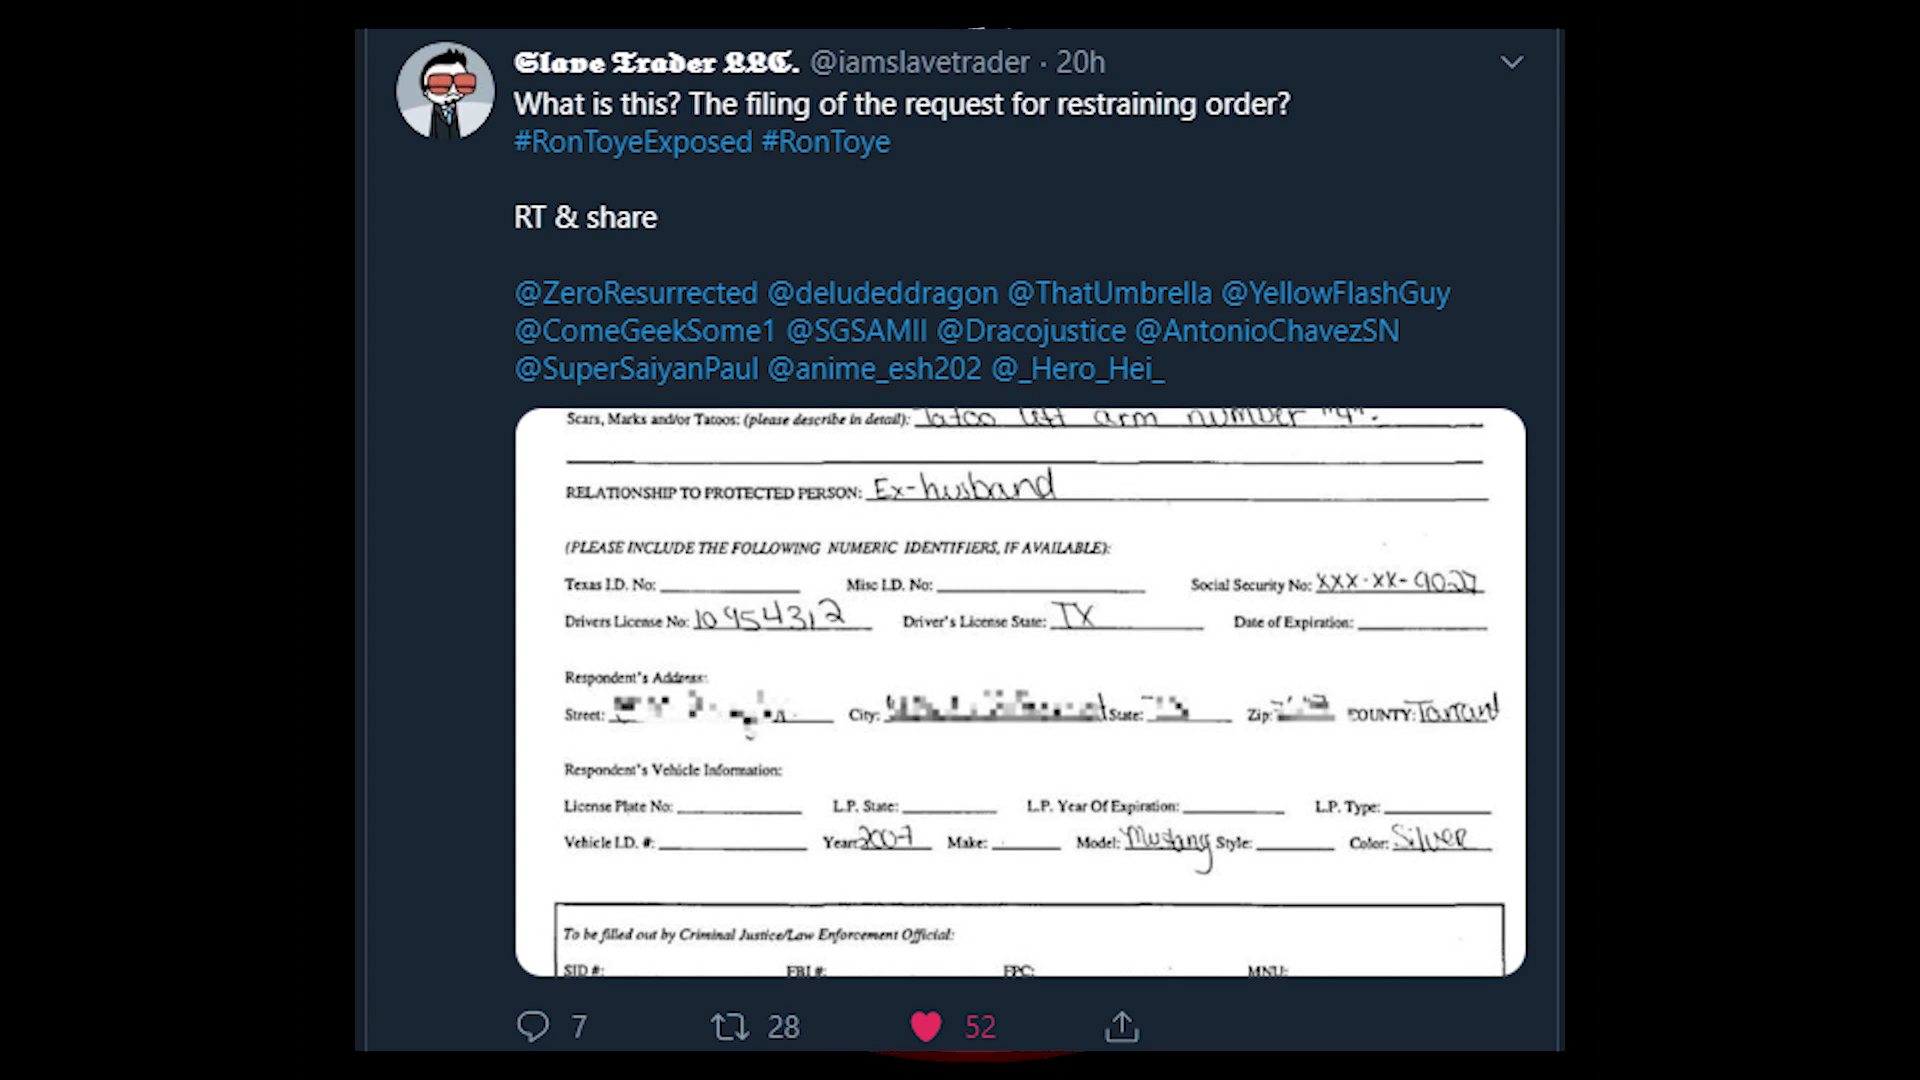 Slave Trader LLC. @iamslavetrader · 20h
What is this? The filing of the request for restraining order?
#RonToyeExposed #RonToye
RT & share
@ZeroResurrected @deludeddragon @ThatUmbrella @YellowFlashGuy
@ComeGeekSome1 @SGSAMII @Dracojustice @AntonioChavezSN
@SuperSaiyanPaul @anime_esh202 @_Hero_Hei_
Scars, Marks and/or Tatoos: (please describe in detail): Tatoo left arm number "4".
RELATIONSHIP TO PROTECTED PERSON: Ex-husband
(PLEASE INCLUDE THE FOLLOWING NUMERIC IDENTIFIERS, IF AVAILABLE):
Texas I.D. No: Misc I.D. No: Social Security No: [withheld for privacy]
Drivers License No: [withheld for privacy] Driver's License State: TX Date of Expiration:
Respondent's Address:
Street: City: State: Zip: COUNTY: Tarrant
Respondent's Vehicle Information:
License Plate No: L.P. State: L.P. Year Of Expiration: L.P. Type:
Vehicle I.D. #: Year: 2007 Make: Model: Mustang Style: Color: Silver
To be filled out by Criminal Justice/Law Enforcement Official:
SID #: FBI #: FPC: MNU:
7 28 52